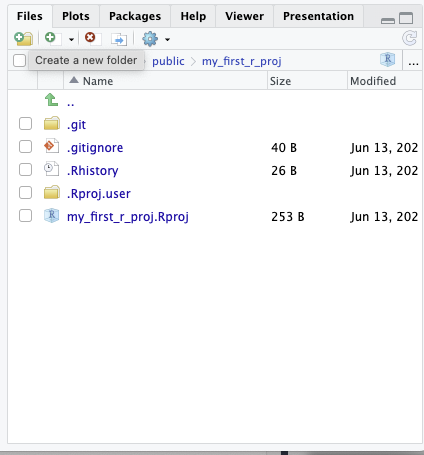 Files Plots Packages Help Viewer Presentation
Create a new folder public my_first_r_proj R ...
Name Size Modified
..
.git
.gitignore 40 B Jun 13, 202
.Rhistory 26 B Jun 13, 202
.Rproj.user
R my_first_r_proj.Rproj 253 B Jun 13, 202